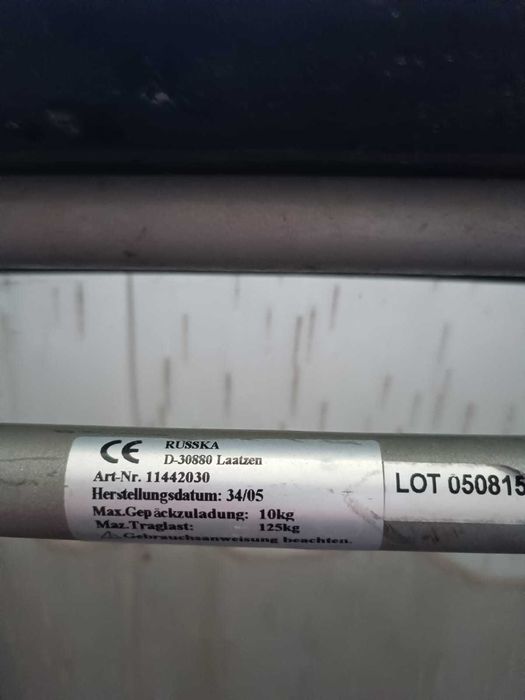 CE RUSSKA
D-30880 Laatzen
Art-Nr. 11442030
Herstellungsdatum: 34/05
Max.Gepäckzuladung: 10kg
Max.Traglast: 125kg
⚠ Gebrauchsanweisung beachten.
LOT 050815